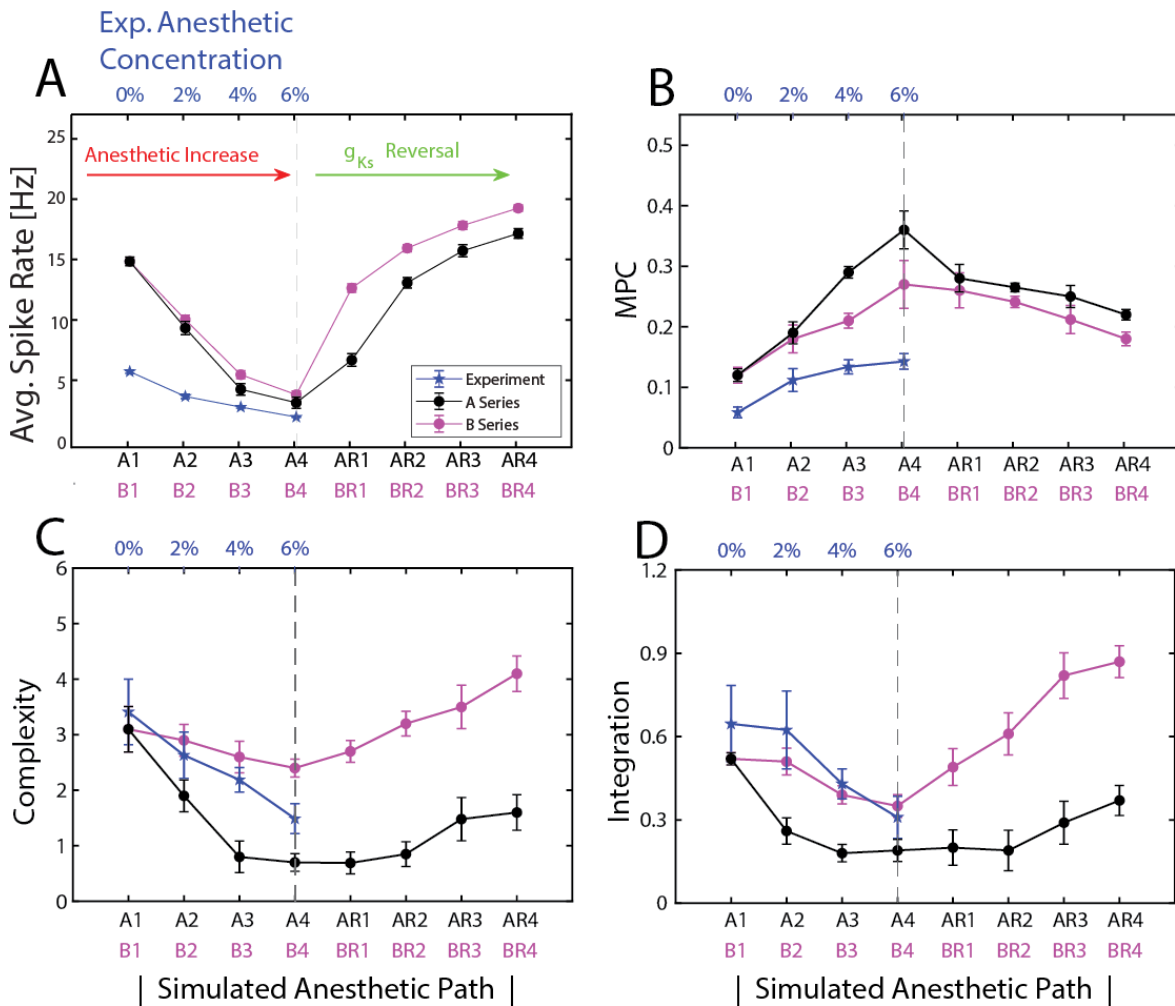 Exp. Anesthetic
Concentration
A
0% 2% 4% 6%
25
20
15
10
5
0
Avg. Spike Rate [Hz]
Anesthetic Increase
gKs Reversal
Experiment
A Series
B Series
A1 A2 A3 A4 AR1 AR2 AR3 AR4
B1 B2 B3 B4 BR1 BR2 BR3 BR4
B
0% 2% 4% 6%
0.5
0.4
0.3
0.2
0.1
0
MPC
A1 A2 A3 A4 AR1 AR2 AR3 AR4
B1 B2 B3 B4 BR1 BR2 BR3 BR4
C
0% 2% 4% 6%
6
5
4
3
2
1
0
Complexity
A1 A2 A3 A4 AR1 AR2 AR3 AR4
B1 B2 B3 B4 BR1 BR2 BR3 BR4
Simulated Anesthetic Path
D
0% 2% 4% 6%
1.2
0.9
0.6
0.3
0
Integration
A1 A2 A3 A4 AR1 AR2 AR3 AR4
B1 B2 B3 B4 BR1 BR2 BR3 BR4
Simulated Anesthetic Path